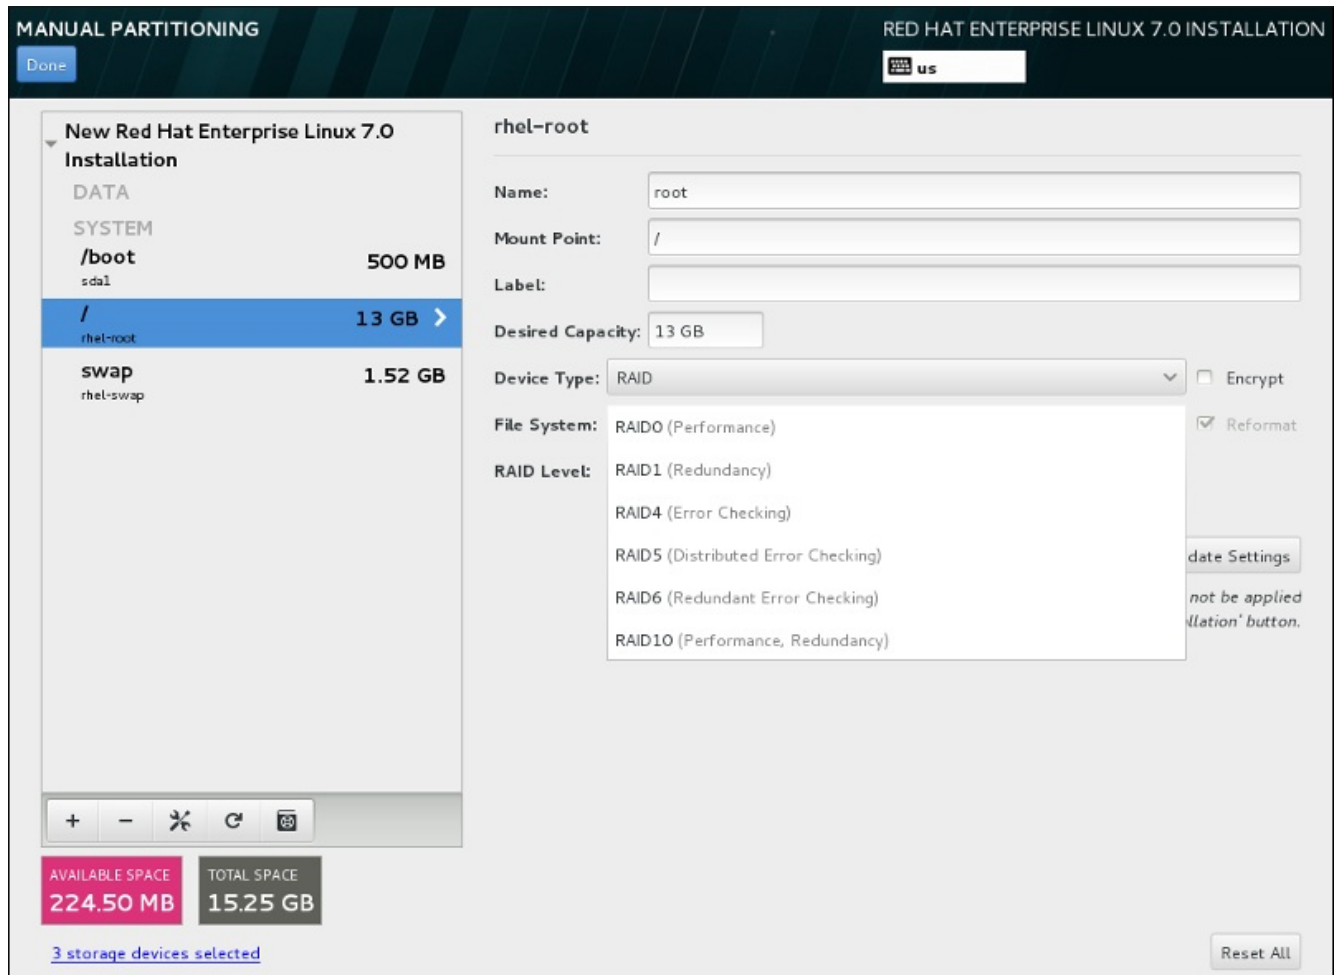 MANUAL PARTITIONING
RED HAT ENTERPRISE LINUX 7.0 INSTALLATION
Done
us
New Red Hat Enterprise Linux 7.0
Installation
DATA
SYSTEM
/boot
500 MB
sda1
/
13 GB
rhel-root
swap
1.52 GB
rhel-swap
+ −
AVAILABLE SPACE
224.50 MB
TOTAL SPACE
15.25 GB
3 storage devices selected
rhel-root
Name: root
Mount Point: /
Label:
Desired Capacity: 13 GB
Device Type: RAID
Encrypt
File System:
Reformat
RAID Level:
RAID0 (Performance)
RAID1 (Redundancy)
RAID4 (Error Checking)
RAID5 (Distributed Error Checking)
RAID6 (Redundant Error Checking)
RAID10 (Performance, Redundancy)
date Settings
not be applied
llation' button.
Reset All